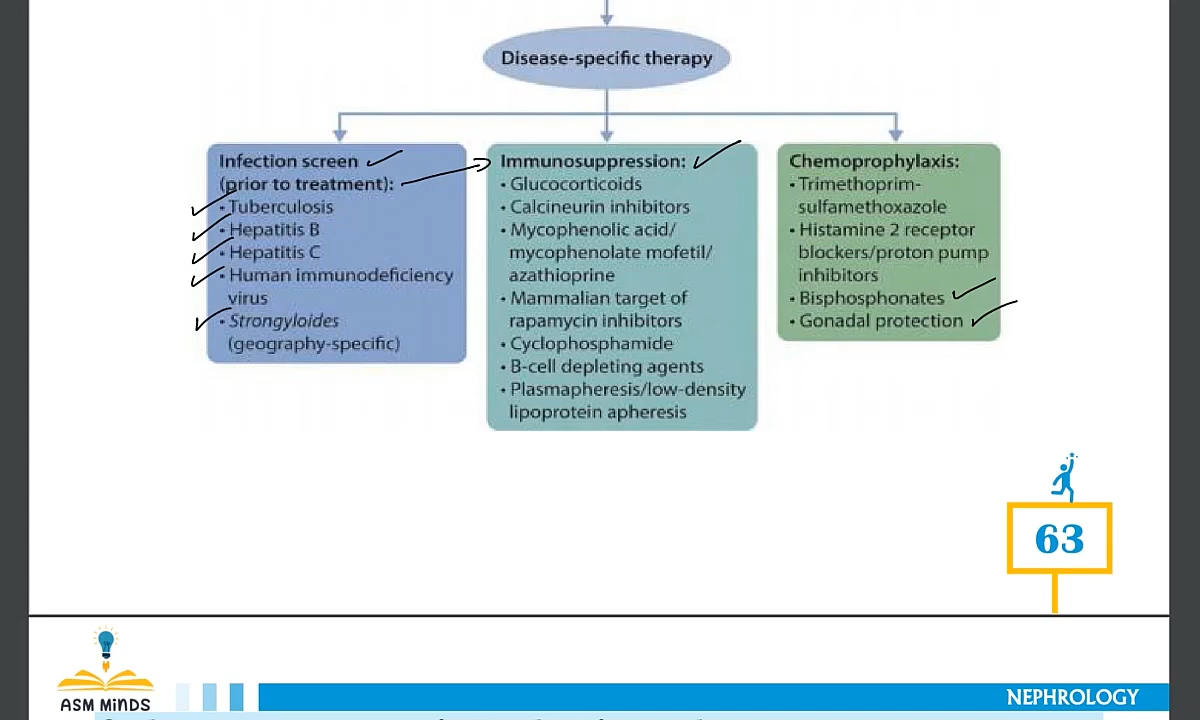 Disease-specific therapy
Infection screen
(prior to treatment):
• Tuberculosis
• Hepatitis B
• Hepatitis C
• Human immunodeficiency
virus
• Strongyloides
(geography-specific)
Immunosuppression:
• Glucocorticoids
• Calcineurin inhibitors
• Mycophenolic acid/
mycophenolate mofetil/
azathioprine
• Mammalian target of
rapamycin inhibitors
• Cyclophosphamide
• B-cell depleting agents
• Plasmapheresis/low-density
lipoprotein apheresis
Chemoprophylaxis:
• Trimethoprim-
sulfamethoxazole
• Histamine 2 receptor
blockers/proton pump
inhibitors
• Bisphosphonates
• Gonadal protection
63
ASM MINDS
NEPHROLOGY